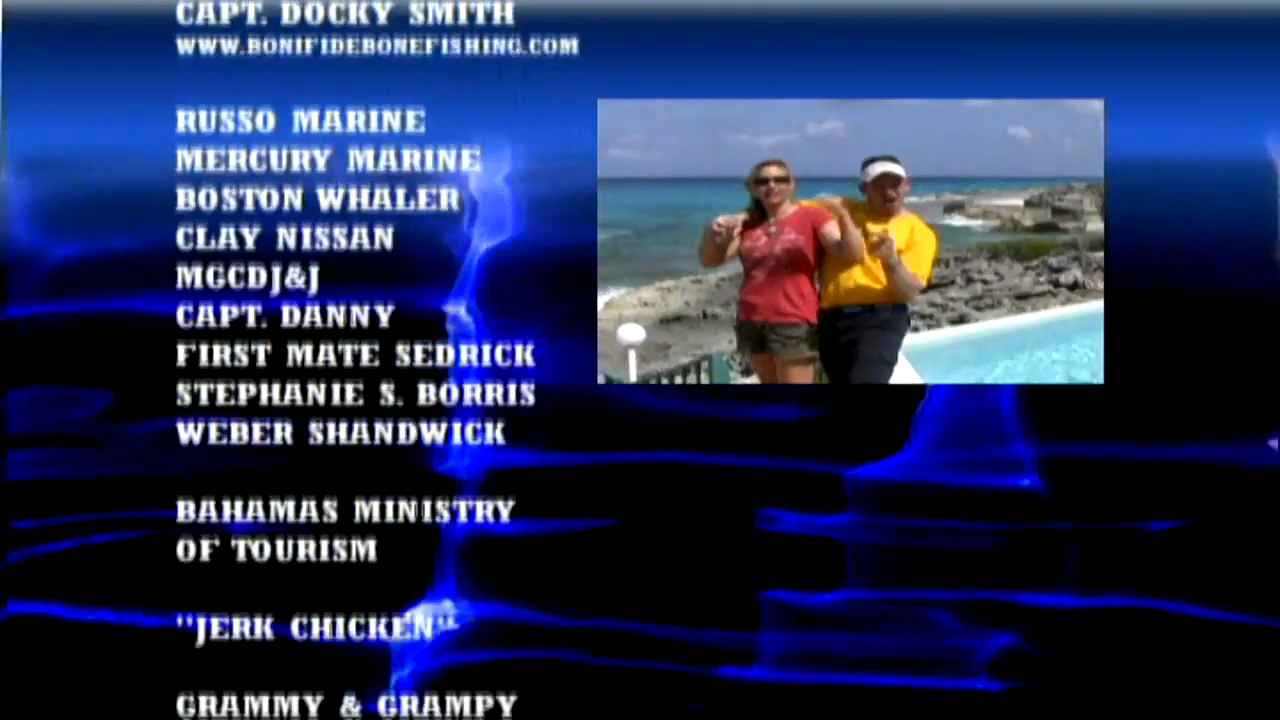 CAPT. DOCKY SMITH
WWW.BONIFIDEBONEFISHING.COM
RUSSO MARINE
MERCURY MARINE
BOSTON WHALER
CLAY NISSAN
MGCDJ&J
CAPT. DANNY
FIRST MATE SEDRICK
STEPHANIE S. BORRIS
WEBER SHANDWICK
BAHAMAS MINISTRY
OF TOURISM
"JERK CHICKEN"
GRAMMY & GRAMPY